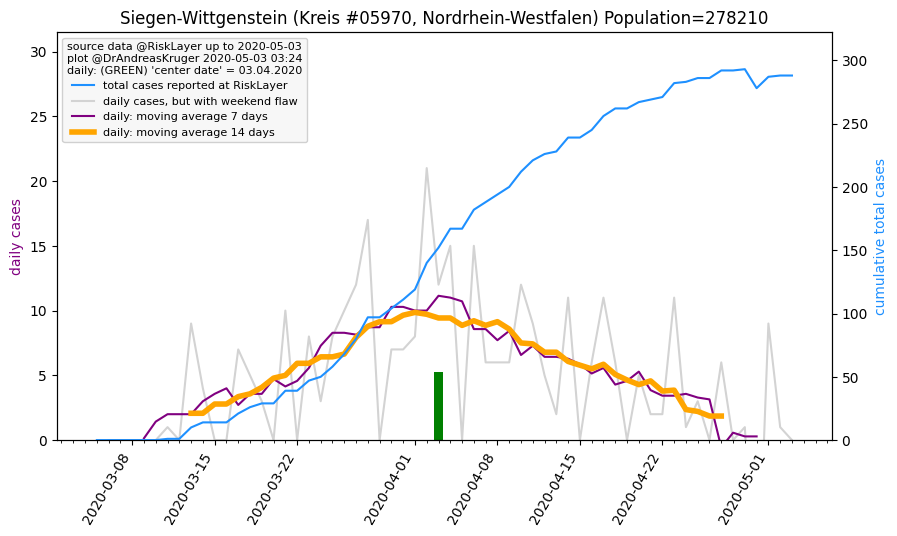 Siegen-Wittgenstein (Kreis #05970, Nordrhein-Westfalen) Population=278210
source data @RiskLayer up to 2020-05-03
plot @DrAndreasKruger 2020-05-03 03:24
daily: (GREEN) 'center date' = 03.04.2020
total cases reported at RiskLayer
daily cases, but with weekend flaw
daily: moving average 7 days
daily: moving average 14 days
daily cases
30
25
20
15
10
5
0
300
250
200
150
100
50
0
cumulative total cases
2020-03-08
2020-03-15
2020-03-22
2020-04-01
2020-04-08
2020-04-15
2020-04-22
2020-05-01